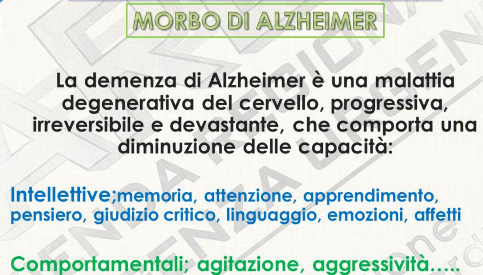 MORBO DI ALZHEIMER
La demenza di Alzheimer è una malattia
degenerativa del cervello, progressiva,
irreversibile e devastante, che comporta una
diminuzione delle capacità:
Intellettive;memoria, attenzione, apprendimento,
pensiero, giudizio critico, linguaggio, emozioni, affetti
Comportamentali; agitazione, aggressività.....